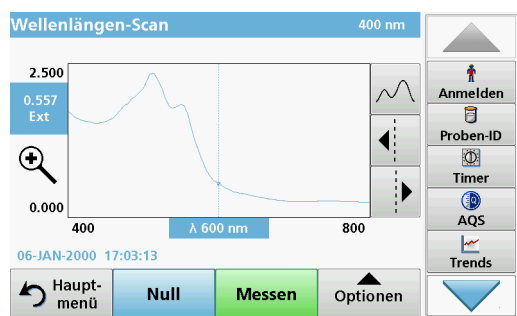 Wellenlängen-Scan
400 nm
2.500
0.557
Ext
0.000
400
λ 600 nm
800
06-JAN-2000 17:03:13
Haupt-
menü
Null
Messen
Optionen
Anmelden
Proben-ID
Timer
AQS
Trends